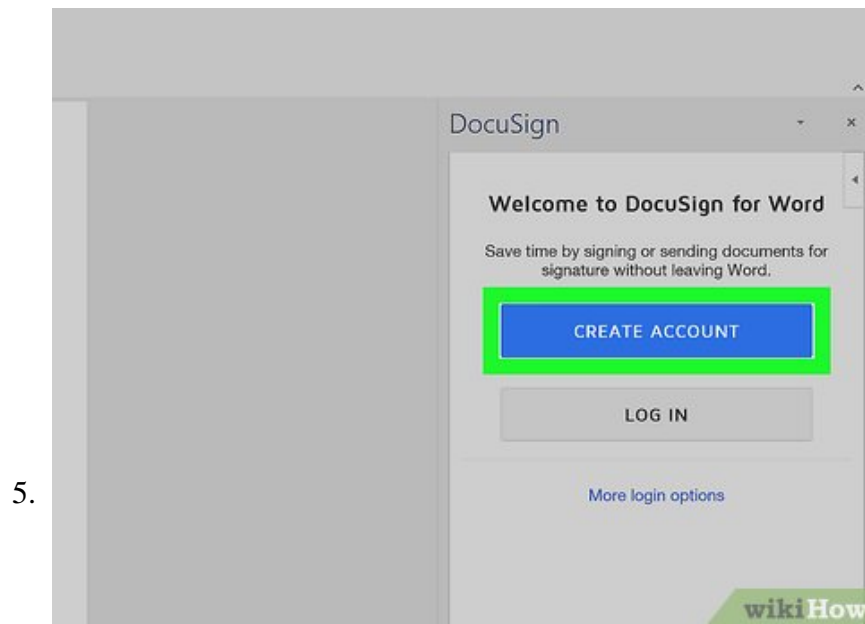 DocuSign
Welcome to DocuSign for Word
Save time by signing or sending documents for
signature without leaving Word.
CREATE ACCOUNT
LOG IN
5.
More login options
wikiHow